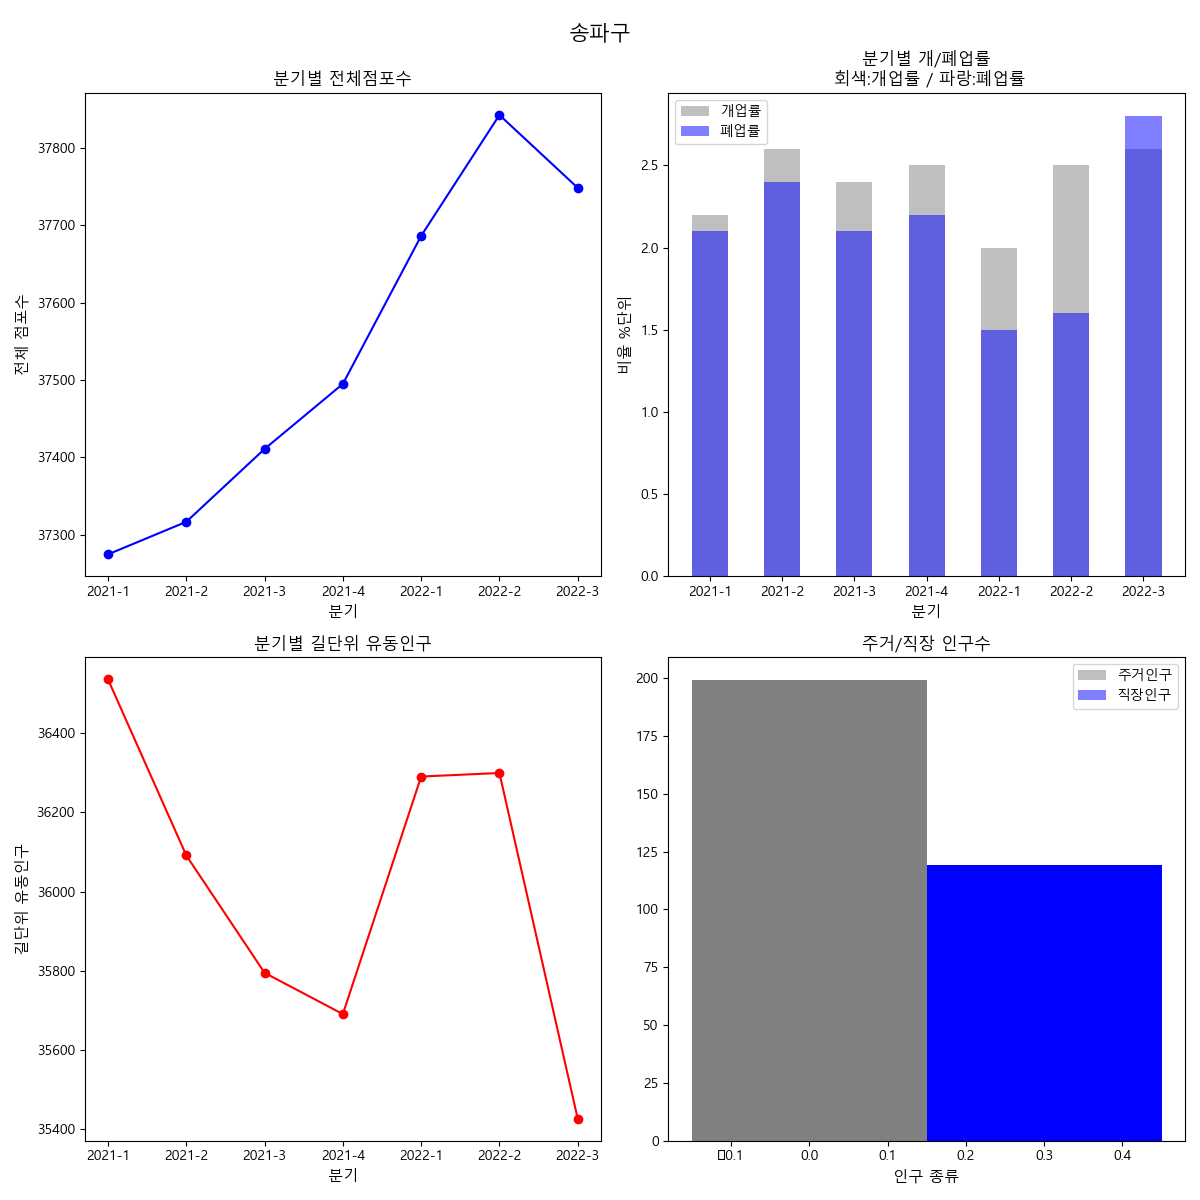 송파구
분기별 전체점포수
전체 점포수
37800
37700
37600
37500
37400
37300
2021-1 2021-2 2021-3 2021-4 2022-1 2022-2 2022-3
분기
분기별 개/폐업률
회색:개업률 / 파랑:폐업률
개업률
폐업률
비율 %단위
2.5
2.0
1.5
1.0
0.5
0.0
2021-1 2021-2 2021-3 2021-4 2022-1 2022-2 2022-3
분기
분기별 길단위 유동인구
길단위 유동인구
36400
36200
36000
35800
35600
35400
2021-1 2021-2 2021-3 2021-4 2022-1 2022-2 2022-3
분기
주거/직장 인구수
주거인구
직장인구
200
175
150
125
100
75
50
25
0
□0.1 0.0 0.1 0.2 0.3 0.4
인구 종류